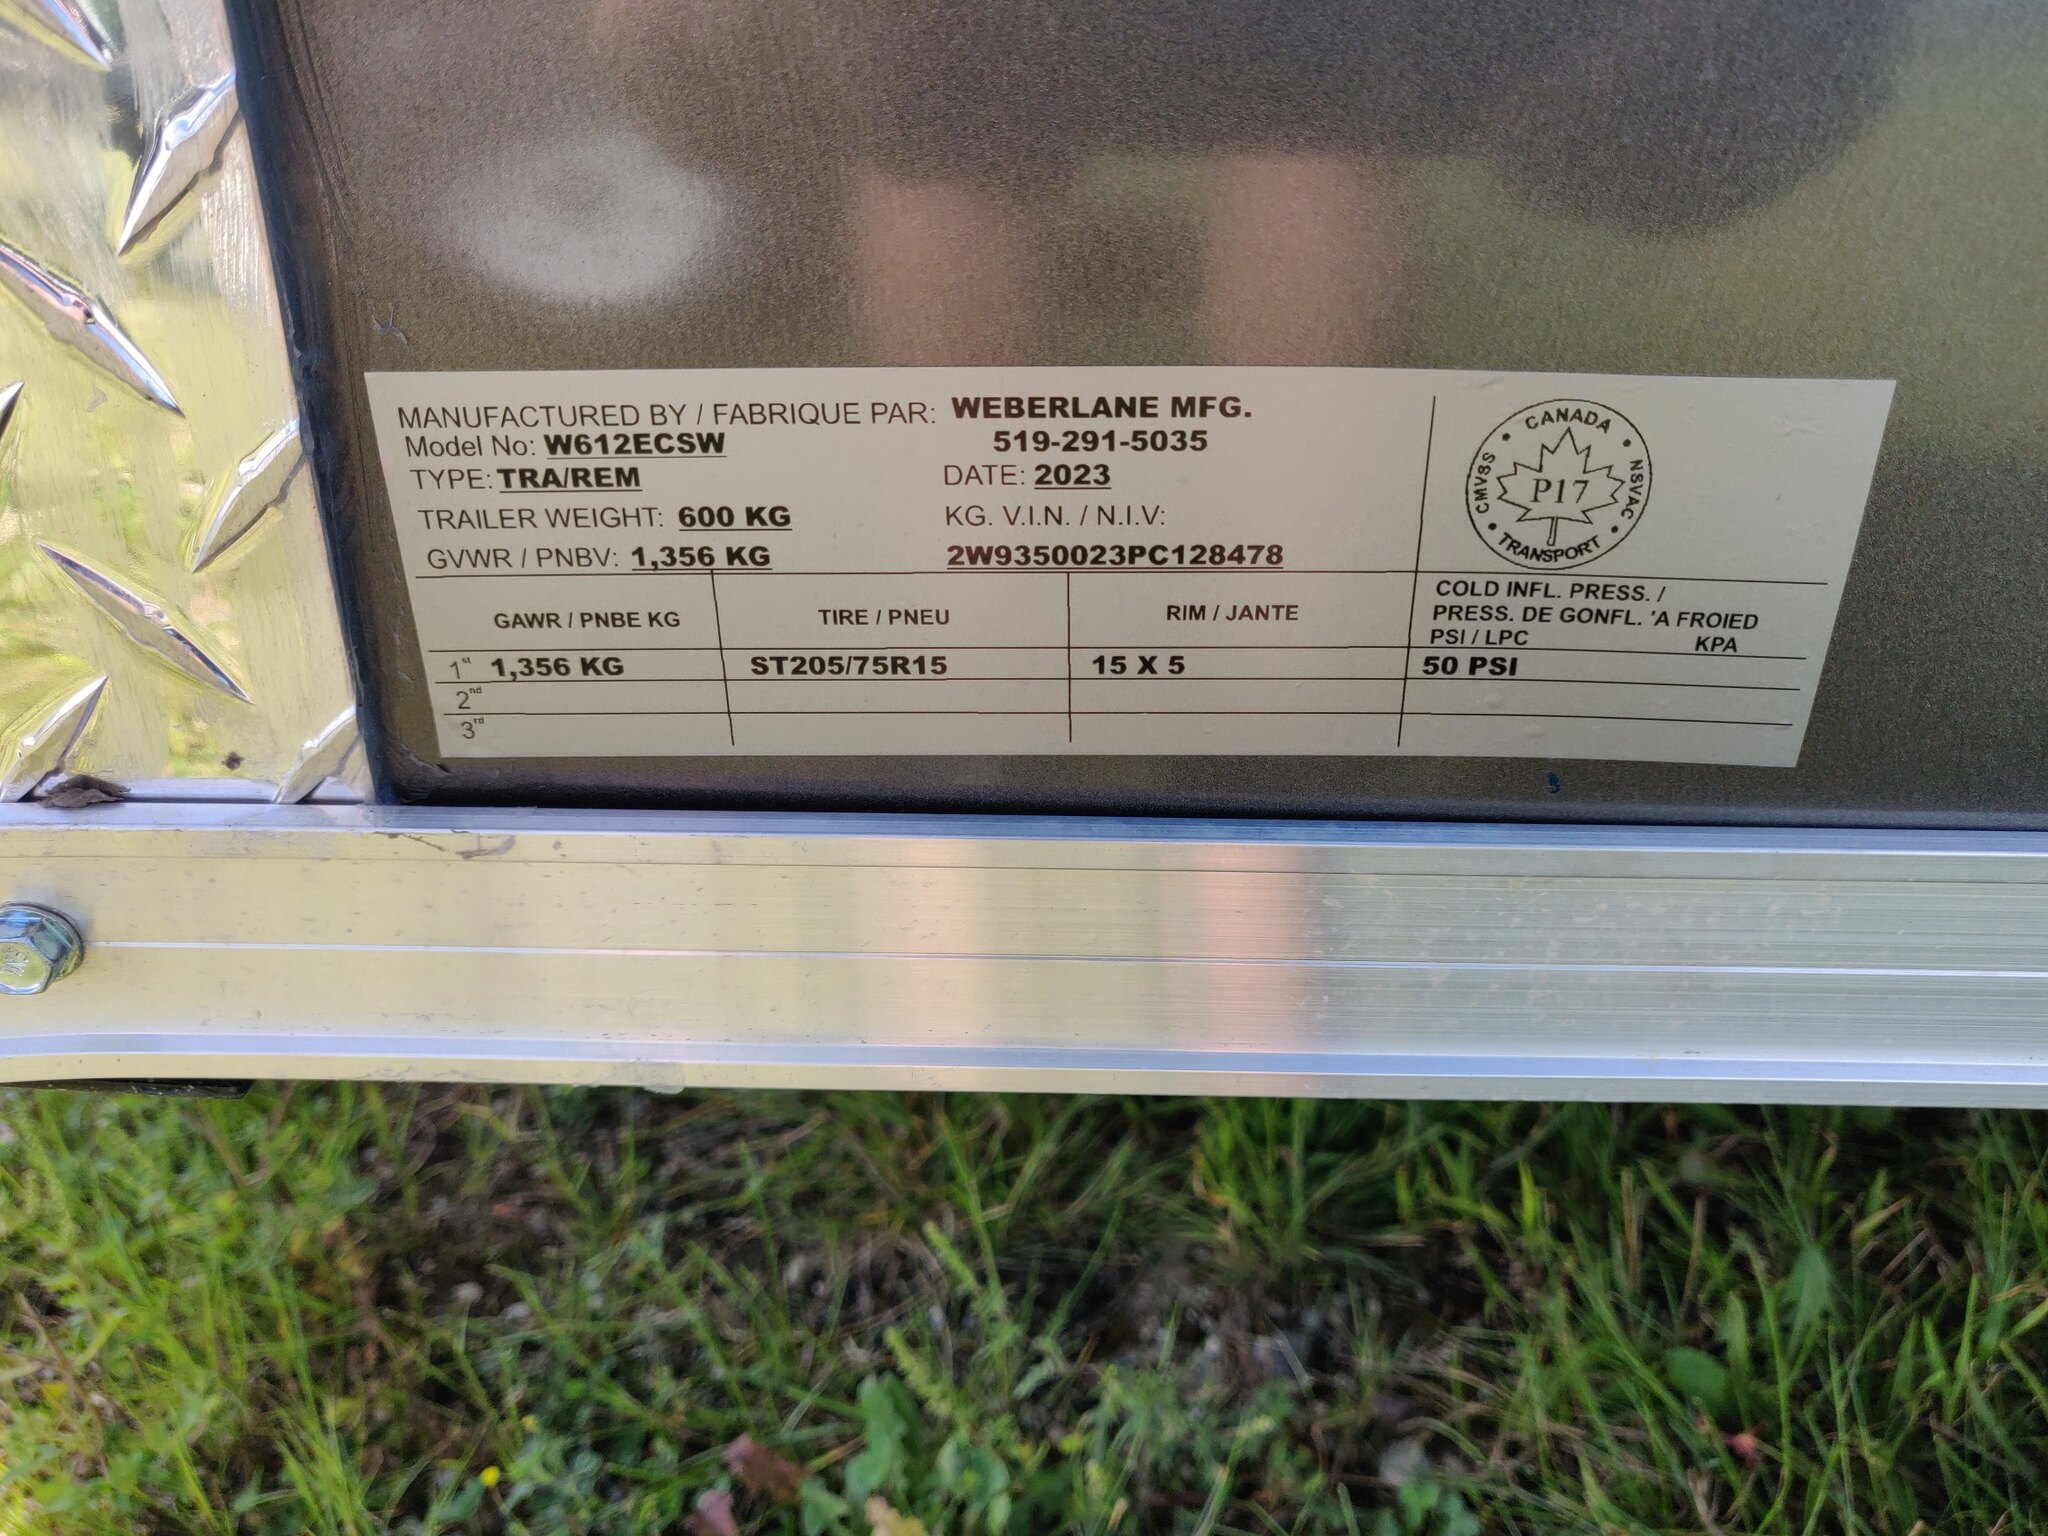 MANUFACTURED BY / FABRIQUE PAR: WEBERLANE MFG.
Model No: W612ECSW 519-291-5035
TYPE: TRA/REM DATE: 2023
TRAILER WEIGHT: 600 KG KG. V.I.N. / N.I.V:
GVWR / PNBV: 1,356 KG 2W9350023PC128478
CANADA
CMVSS NSVAC
P17
TRANSPORT
GAWR / PNBE KG TIRE / PNEU RIM / JANTE
COLD INFL. PRESS. /
PRESS. DE GONFL. 'A FROIED
PSI / LPC KPA
1st 1,356 KG ST205/75R15 15 X 5 50 PSI
2nd
3rd